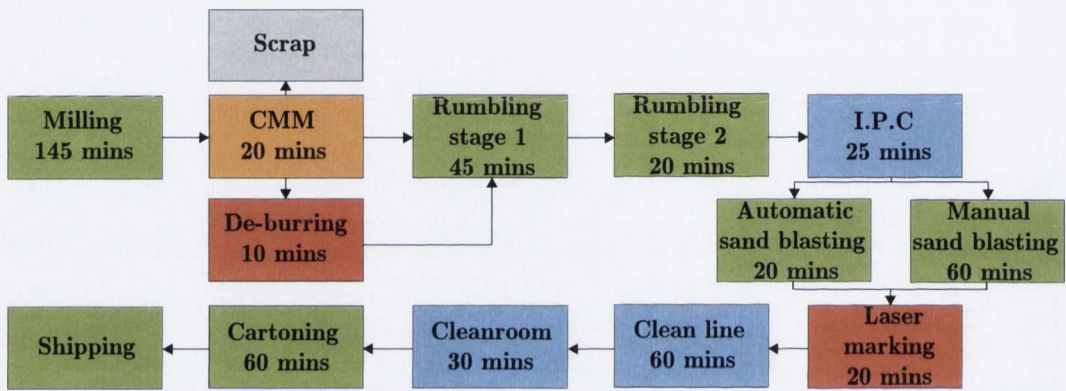 Scrap
Milling
145 mins
CMM
20 mins
Rumbling
stage 1
45 mins
Rumbling
stage 2
20 mins
I.P.C
25 mins
De-burring
10 mins
Automatic
sand blasting
20 mins
Manual
sand blasting
60 mins
Shipping
Cartoning
60 mins
Cleanroom
30 mins
Clean line
60 mins
Laser
marking
20 mins